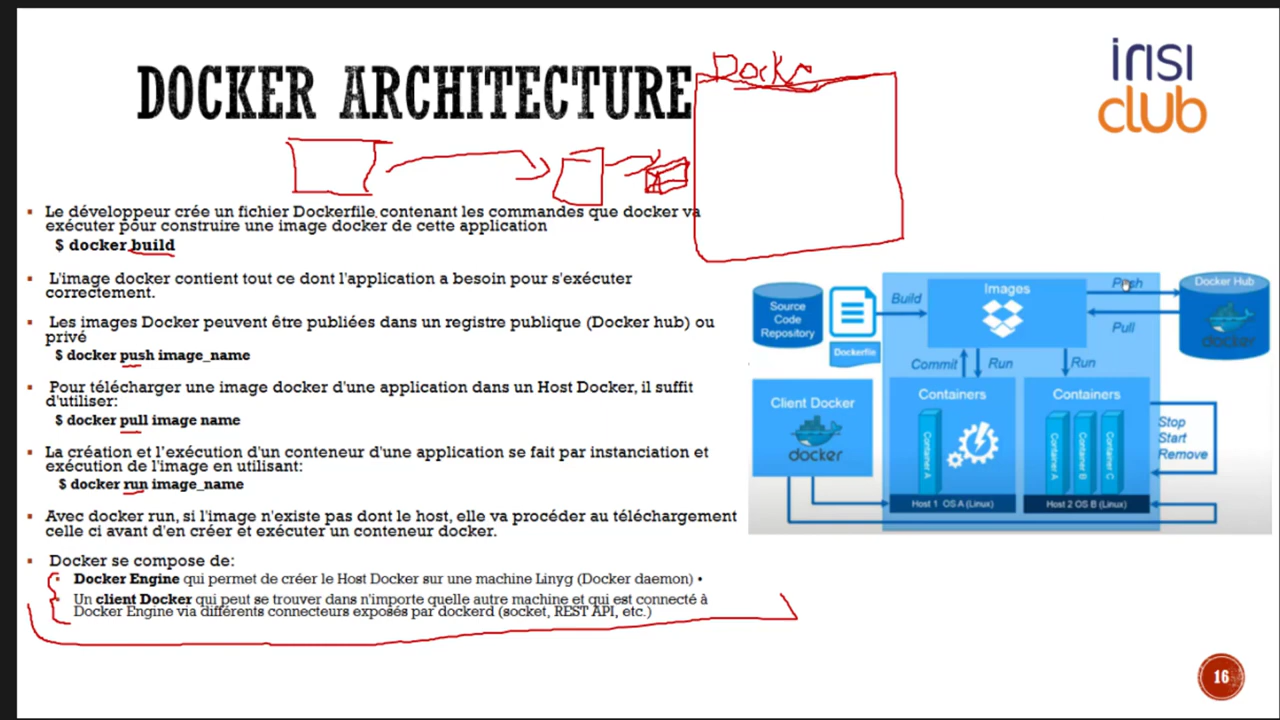 DOCKER ARCHITECTURE
irisi
club
Le développeur crée un fichier Dockerfile contenant les commandes que docker va
exécuter pour construire une image docker de cette application
$ docker build
L'image docker contient tout ce dont l'application a besoin pour s'exécuter
correctement.
Les images Docker peuvent être publiées dans un registre publique (Docker hub) ou
privé
$ docker push image_name
Pour télécharger une image docker d'une application dans un Host Docker, il suffit
d'utiliser:
$ docker pull image name
La création et l'exécution d'un conteneur d'une application se fait par instanciation et
exécution de l'image en utilisant:
$ docker run image_name
Avec docker run, si l'image n'existe pas dont le host, elle va procéder au téléchargement
celle ci avant d'en créer et exécuter un conteneur docker.
Docker se compose de:
Docker Engine qui permet de créer le Host Docker sur une machine Linyg (Docker daemon) •
Un client Docker qui peut se trouver dans n'importe quelle autre machine et qui est connecté à
Docker Engine via différents connecteurs exposés par dockerd (socket, REST API, etc.)
Source
Code
Repository
Dockerfile
Build
Images
Push
Pull
Docker Hub
docker
Commit
Run
Run
Client Docker
docker
Containers
Container A
Host 1 OS A (Linux)
Containers
Container A
Container B
Container C
Host 2 OS B (Linux)
Stop
Start
Remove
16